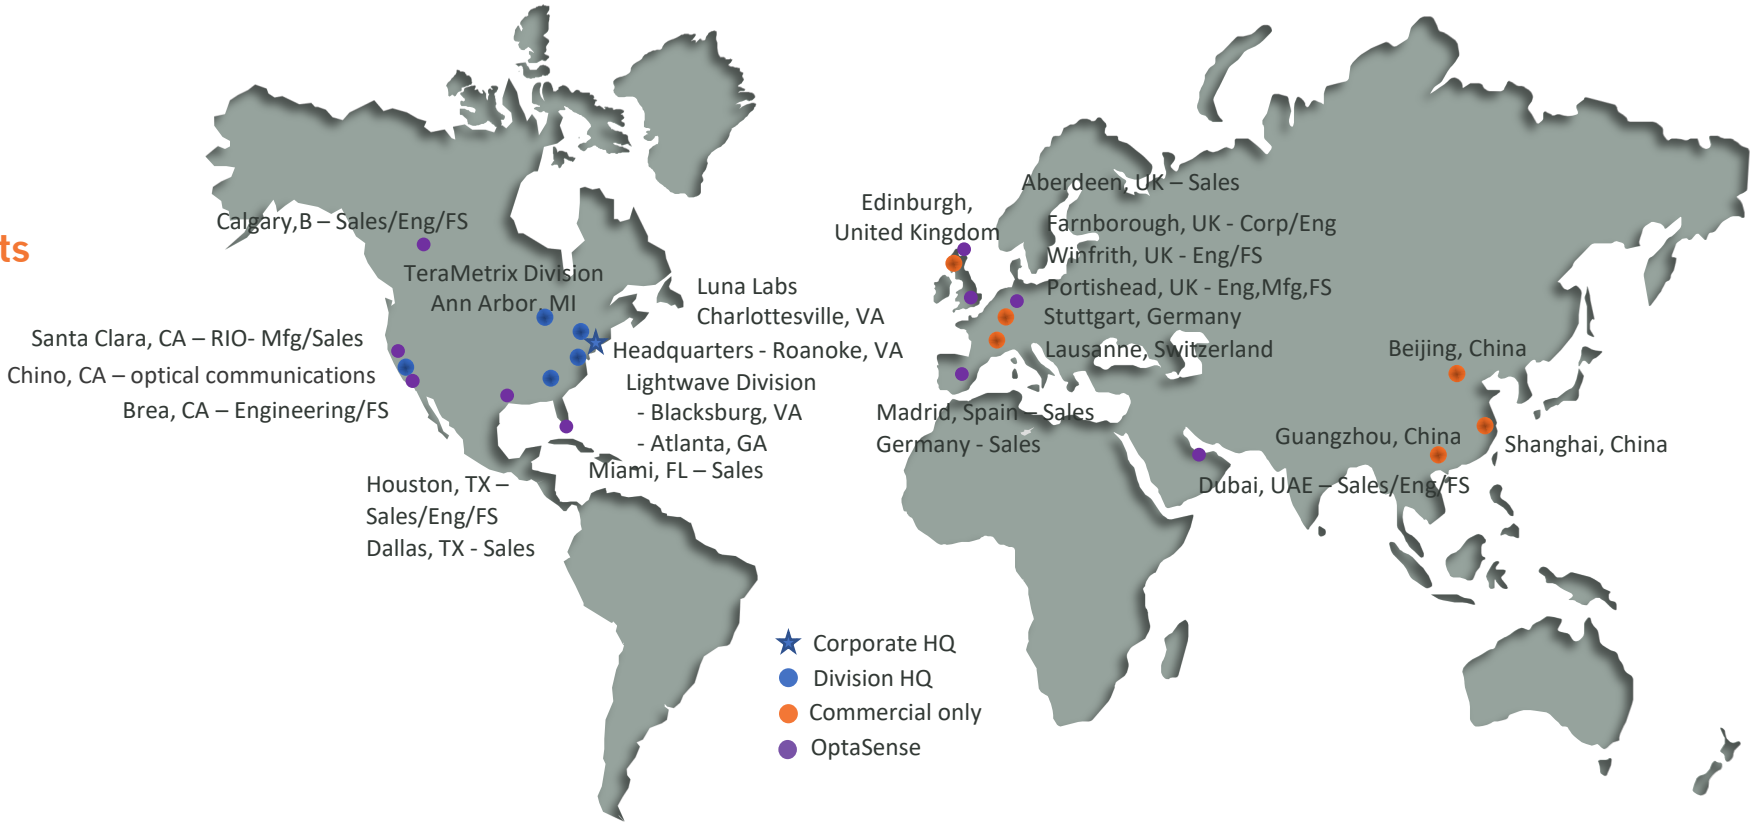 ts
Calgary,B – Sales/Eng/FS
TeraMetrix Division
Ann Arbor, MI
Santa Clara, CA – RIO- Mfg/Sales
Chino, CA – optical communications
Brea, CA – Engineering/FS
Luna Labs
Charlottesville, VA
Headquarters - Roanoke, VA
Lightwave Division
- Blacksburg, VA
- Atlanta, GA
Miami, FL – Sales
Houston, TX –
Sales/Eng/FS
Dallas, TX - Sales
Edinburgh,
United Kingdom
Aberdeen, UK – Sales
Farnborough, UK - Corp/Eng
Winfrith, UK - Eng/FS
Portishead, UK - Eng,Mfg,FS
Stuttgart, Germany
Lausanne, Switzerland
Madrid, Spain – Sales
Germany - Sales
Beijing, China
Guangzhou, China
Shanghai, China
Dubai, UAE – Sales/Eng/FS
Corporate HQ
Division HQ
Commercial only
OptaSense